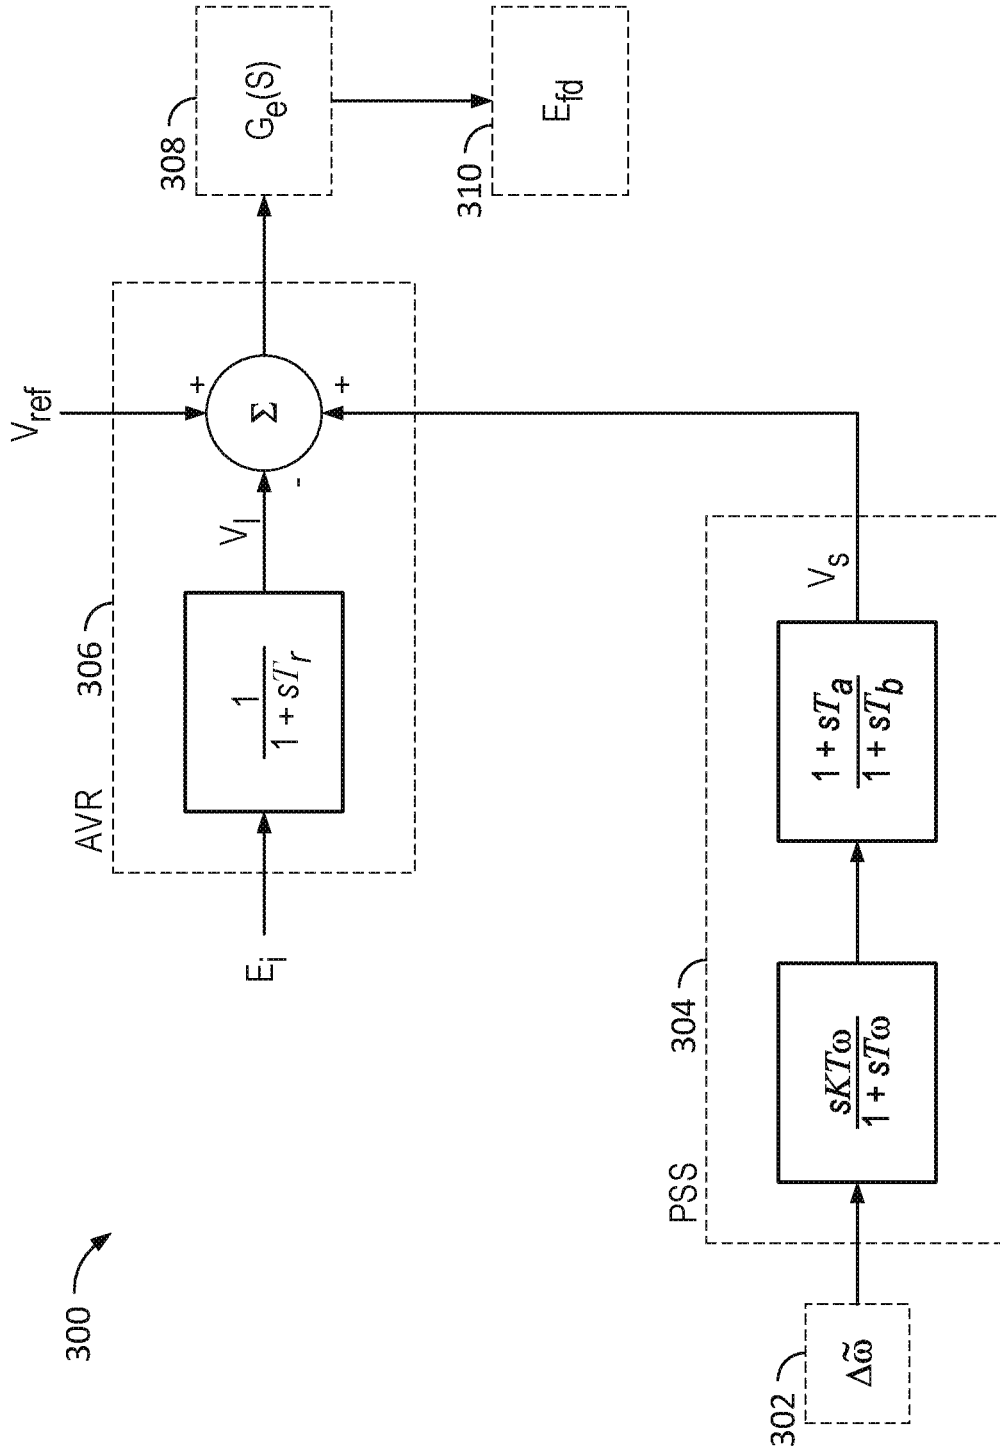 300
V_ref
AVR
306
308
E_i
1
1 + sT_r
V_l
+
-
Σ
+
G_e(S)
310
E_fd
PSS
304
302
Δω̃
sKTω
1 + sTω
1 + sT_a
1 + sT_b
V_s